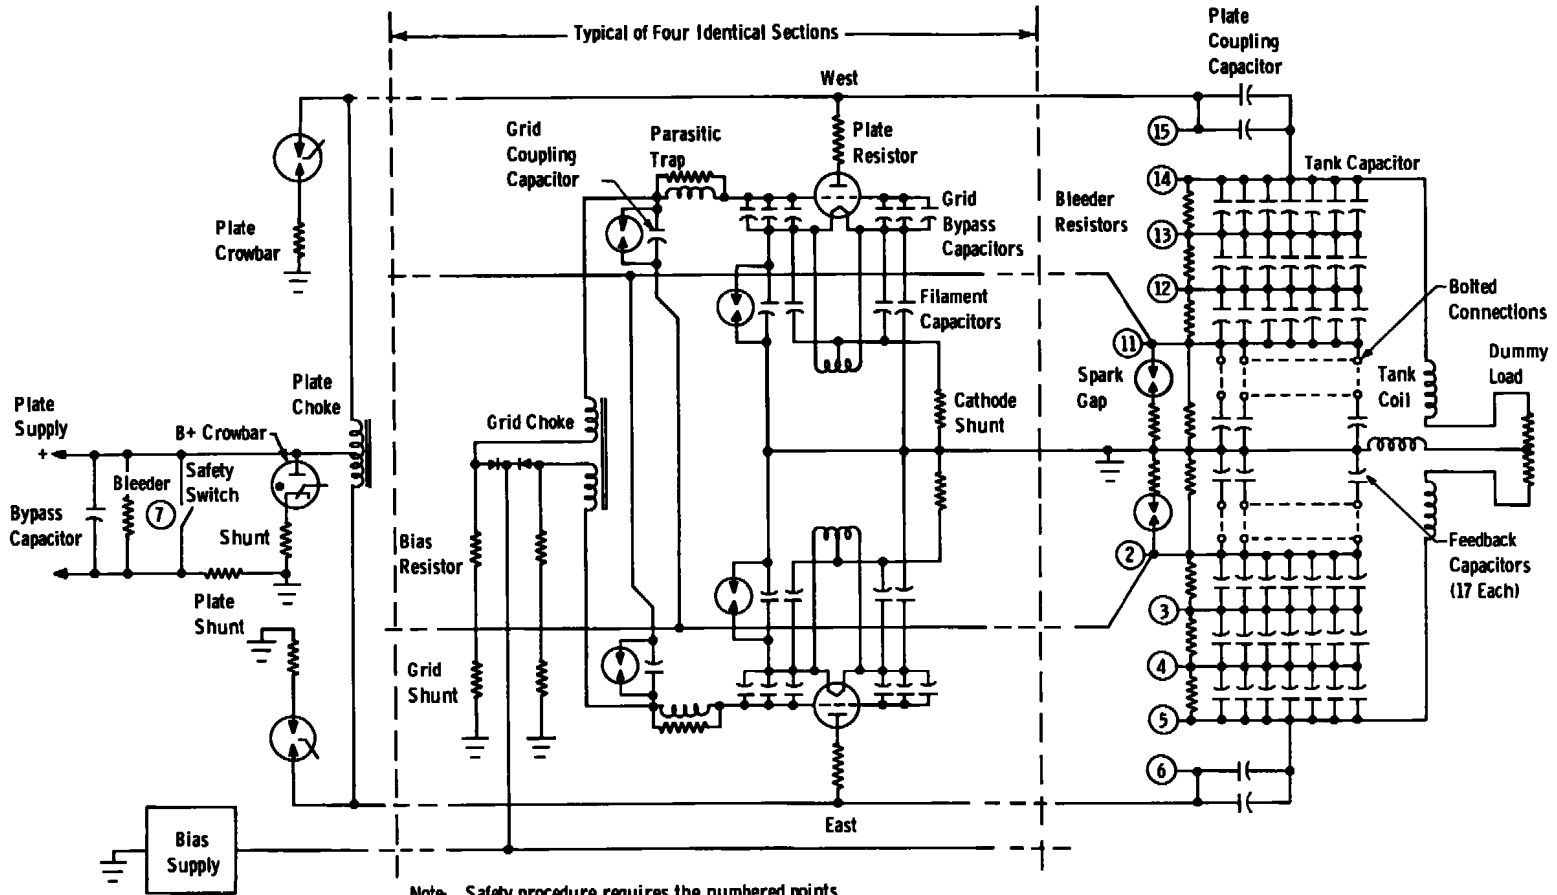 Typical of Four Identical Sections
Plate
Coupling
Capacitor
West
Grid
Coupling
Capacitor
Parasitic
Trap
Plate
Resistor
Plate
Crowbar
Grid
Bypass
Capacitors
Filament
Capacitors
Bleeder
Resistors
Tank Capacitor
15
14
13
12
11
Bolted
Connections
Dummy
Load
Tank
Coil
Spark
Gap
Cathode
Shunt
Plate
Choke
Plate
Supply
+
B+ Crowbar
Grid Choke
Bleeder
7
Safety
Switch
Bypass
Capacitor
Shunt
Plate
Shunt
Bias
Resistor
Grid
Shunt
2
3
4
5
6
Feedback
Capacitors
(17 Each)
East
Bias
Supply
Note: Safety procedure requires the numbered points